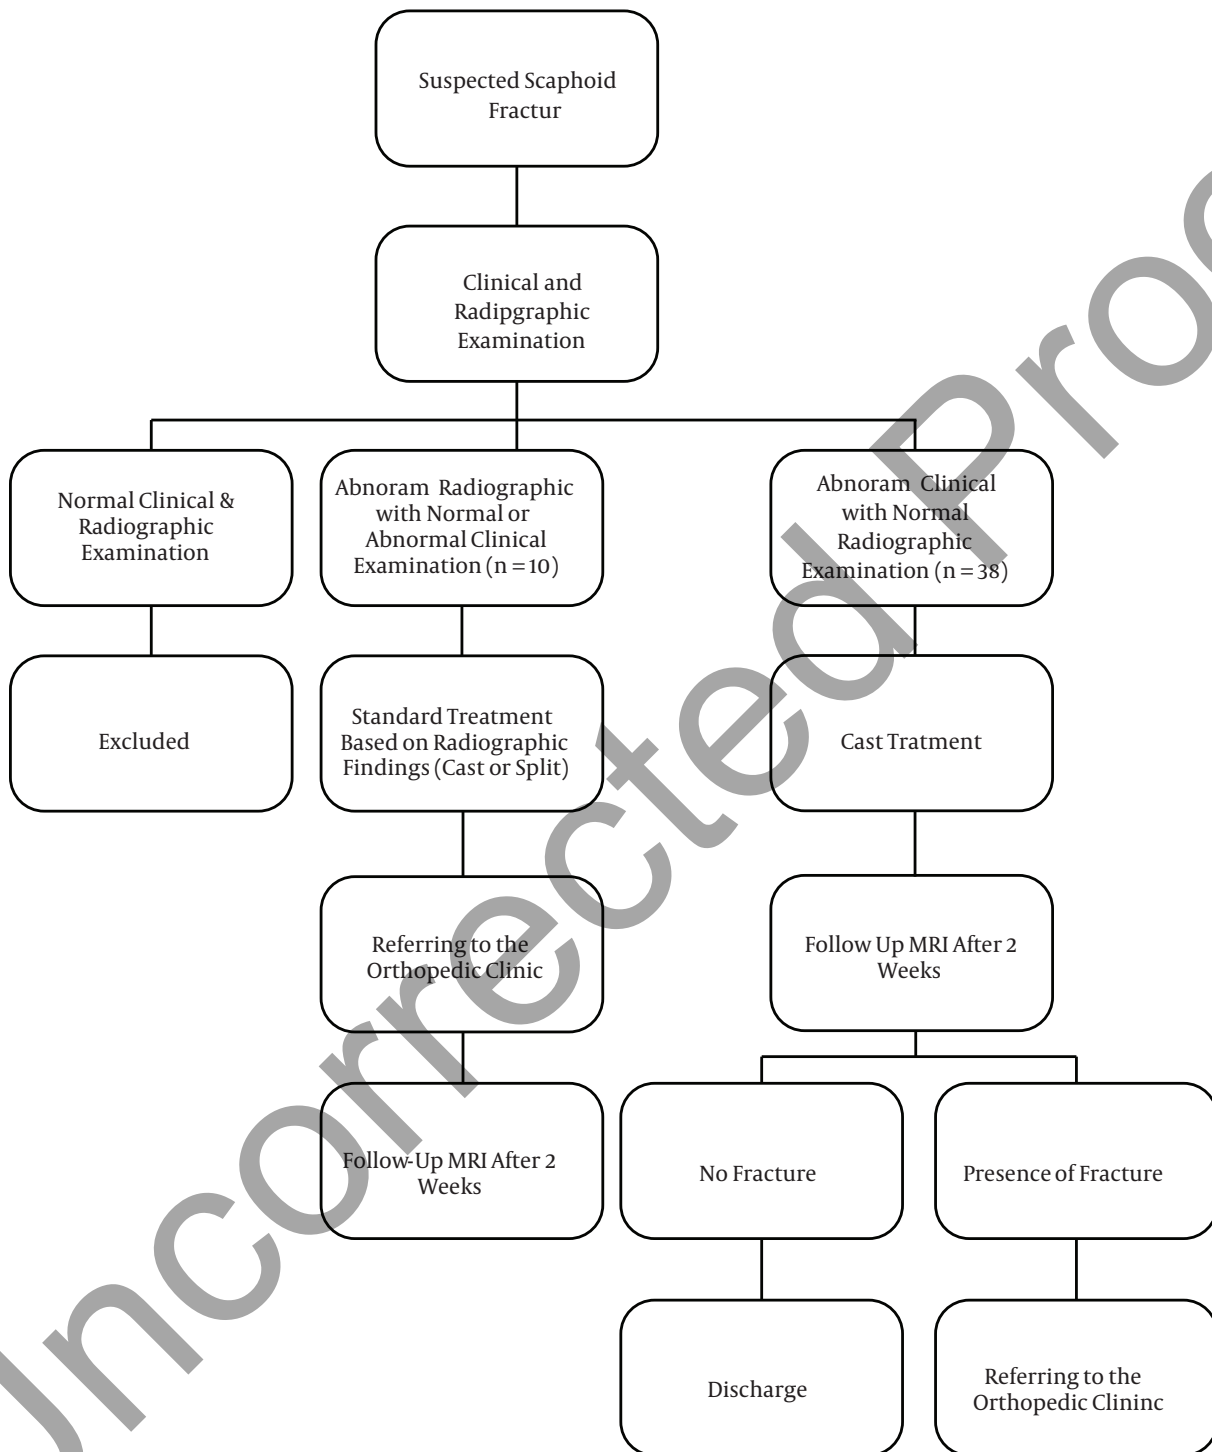 Suspected Scaphoid
Fractur
Clinical and
Radipgraphic
Examination
Normal Clinical &
Radiographic
Examination
Abnoram Radiographic
with Normal or
Abnormal Clinical
Examination (n = 10)
Abnoram Clinical
with Normal
Radiographic
Examination (n = 38)
Excluded
Standard Treatment
Based on Radiographic
Findings (Cast or Split)
Cast Tratment
Referring to the
Orthopedic Clinic
Follow Up MRI After 2
Weeks
Follow-Up MRI After 2
Weeks
No Fracture
Presence of Fracture
Discharge
Referring to the
Orthopedic Clininc
Uncorrected Proo